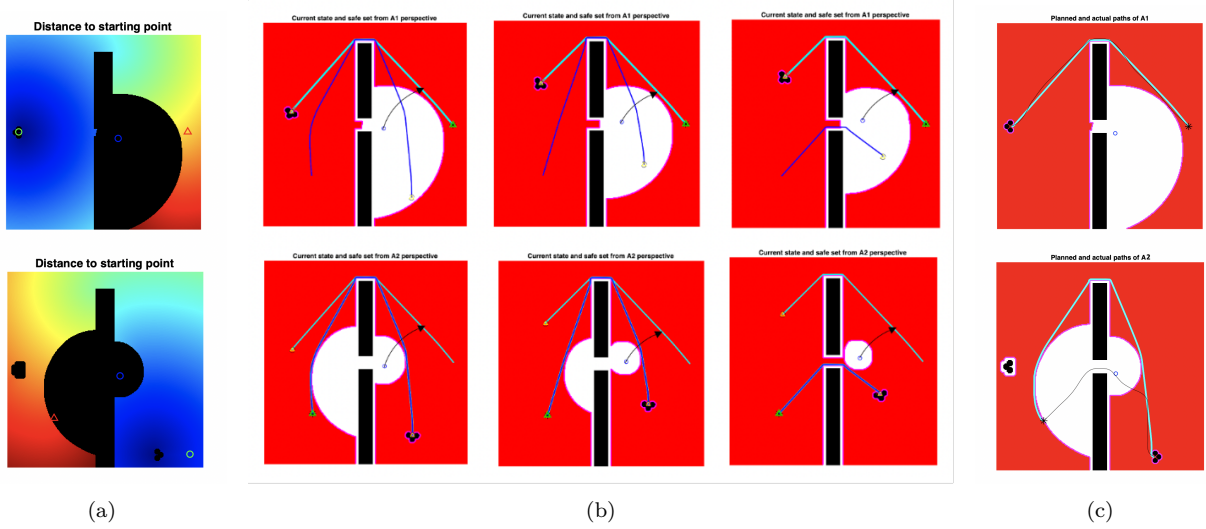 Distance to starting point
Current state and safe set from A1 perspective
Current state and safe set from A1 perspective
Current state and safe set from A1 perspective
Planned and actual paths of A1
Distance to starting point
Current state and safe set from A2 perspective
Current state and safe set from A2 perspective
Current state and safe set from A2 perspective
Planned and actual paths of A2
(a)
(b)
(c)